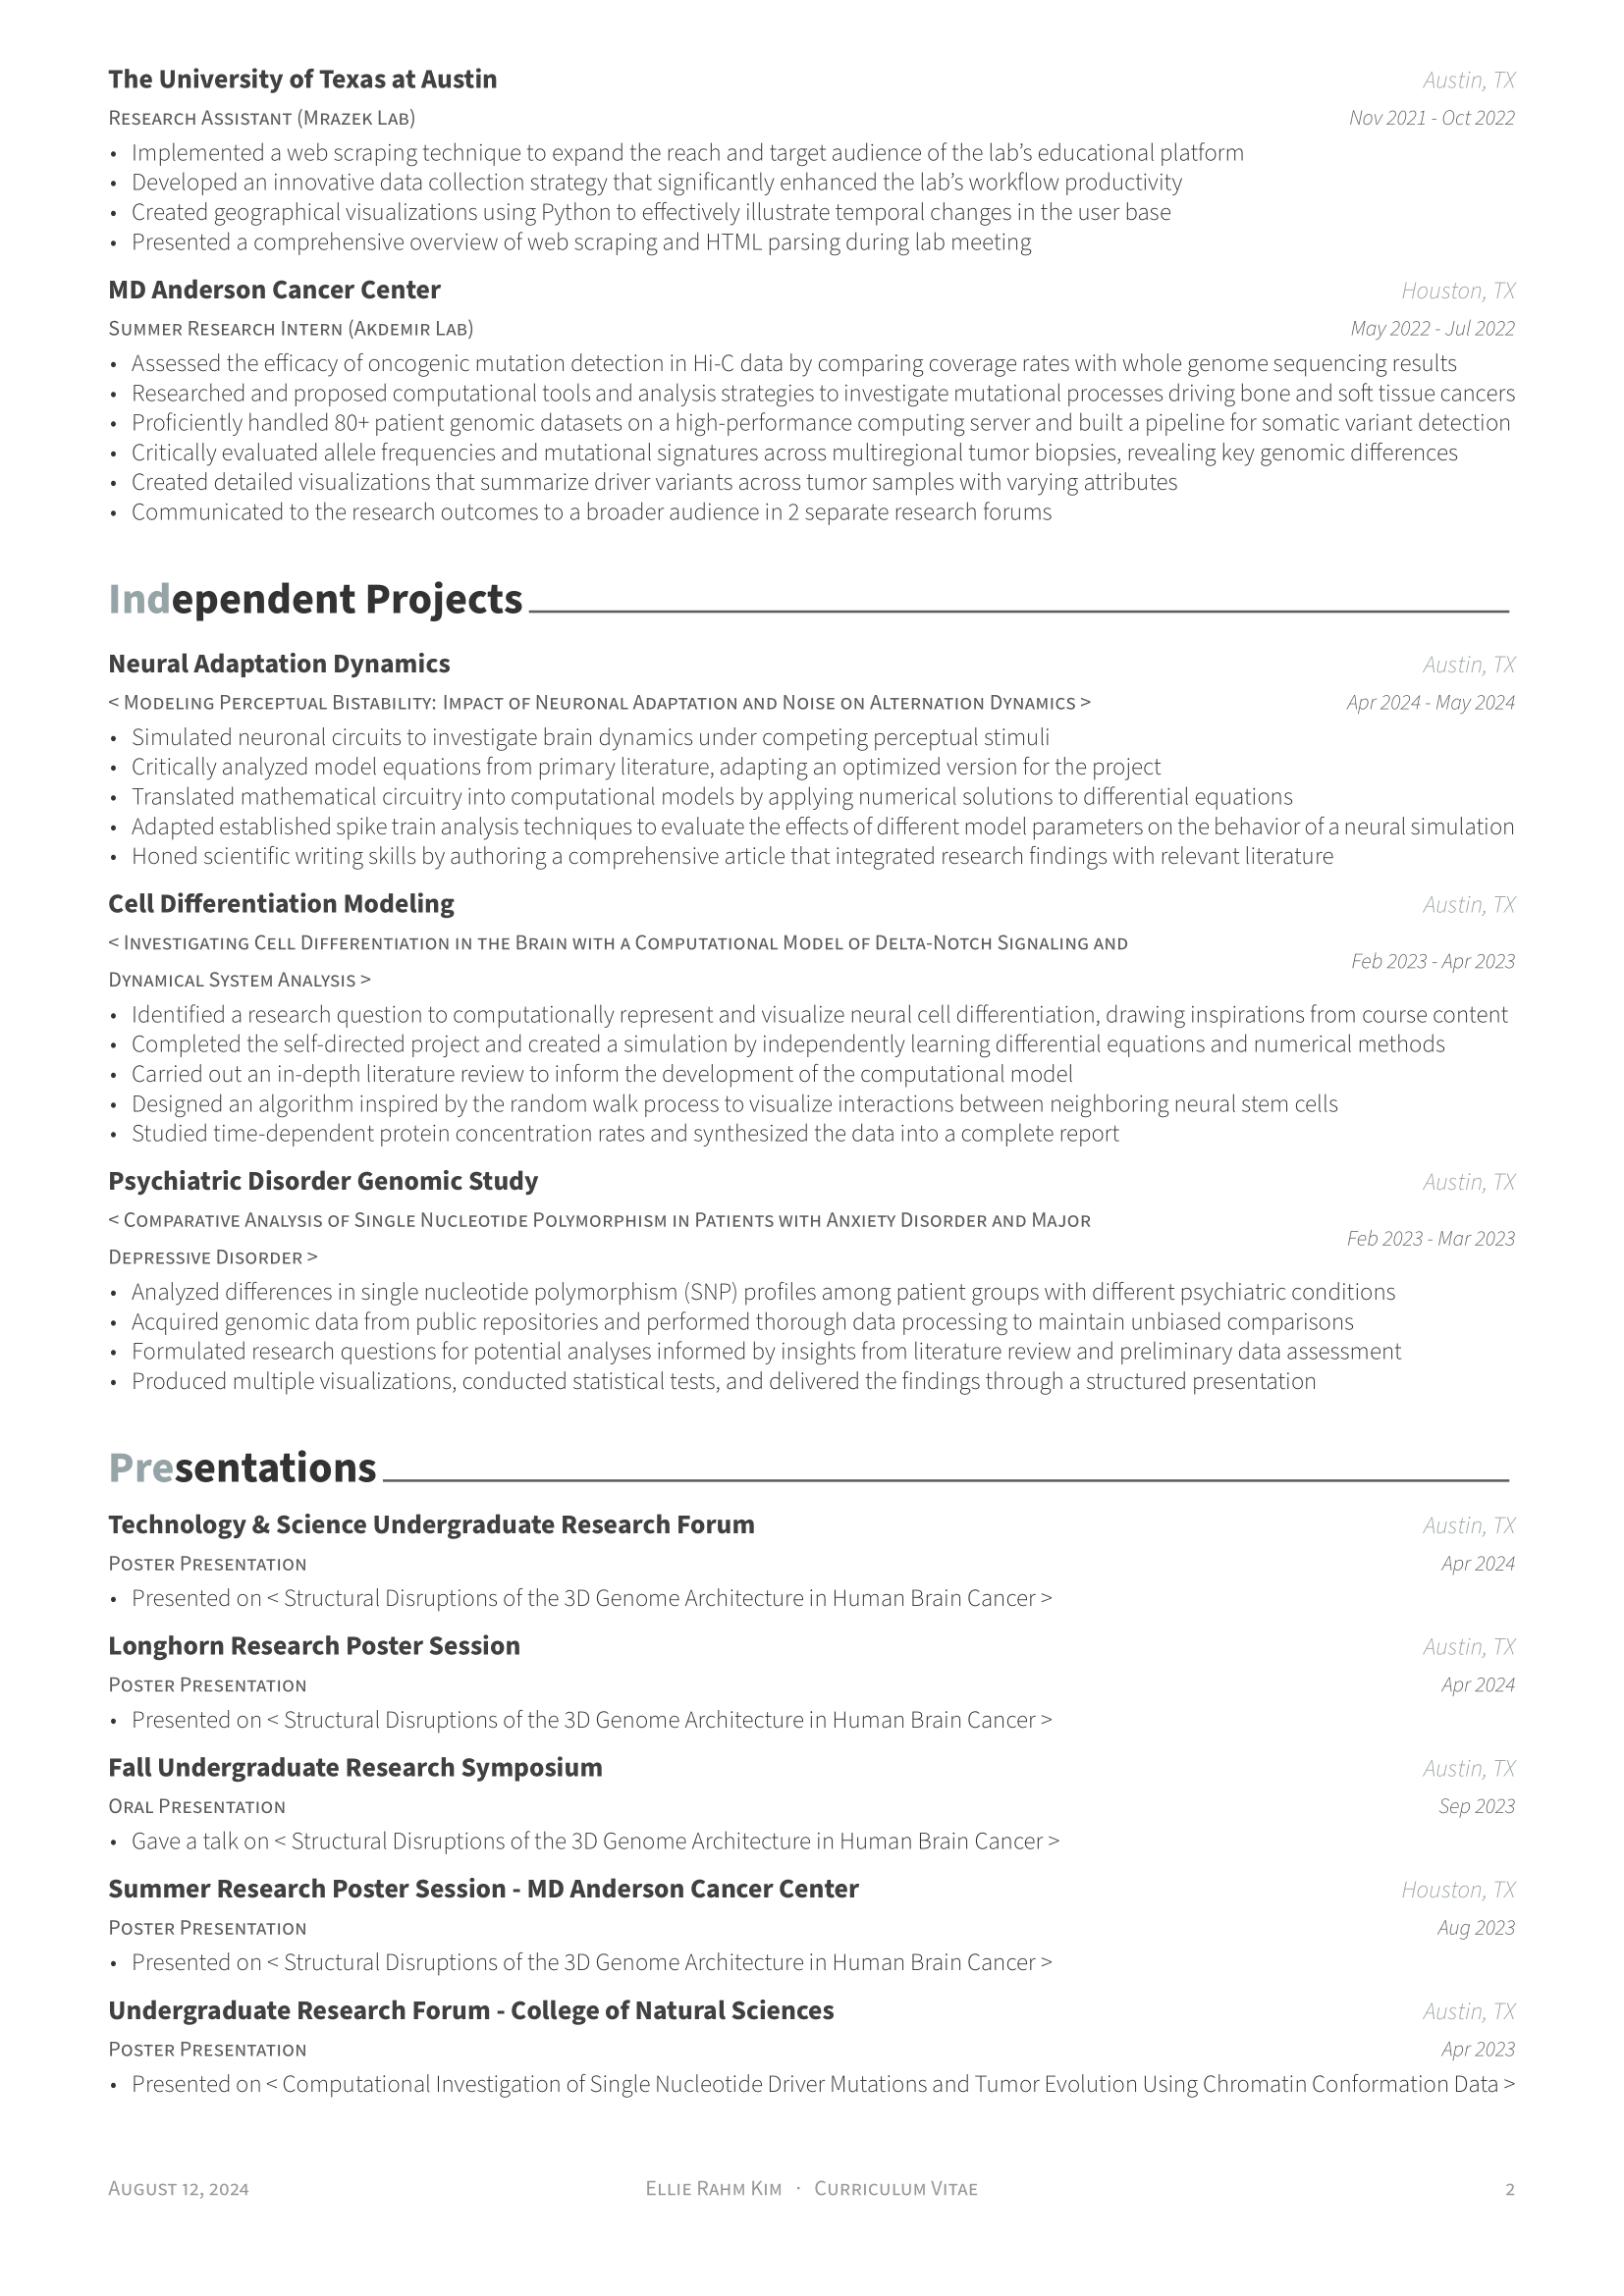 The University of Texas at Austin Austin, TX
Research Assistant (Mrazek Lab) Nov 2021 - Oct 2022
• Implemented a web scraping technique to expand the reach and target audience of the lab’s educational platform
• Developed an innovative data collection strategy that significantly enhanced the lab’s workflow productivity
• Created geographical visualizations using Python to effectively illustrate temporal changes in the user base
• Presented a comprehensive overview of web scraping and HTML parsing during lab meeting
MD Anderson Cancer Center Houston, TX
Summer Research Intern (Akdemir Lab) May 2022 - Jul 2022
• Assessed the efficacy of oncogenic mutation detection in Hi-C data by comparing coverage rates with whole genome sequencing results
• Researched and proposed computational tools and analysis strategies to investigate mutational processes driving bone and soft tissue cancers
• Proficiently handled 80+ patient genomic datasets on a high-performance computing server and built a pipeline for somatic variant detection
• Critically evaluated allele frequencies and mutational signatures across multiregional tumor biopsies, revealing key genomic differences
• Created detailed visualizations that summarize driver variants across tumor samples with varying attributes
• Communicated to the research outcomes to a broader audience in 2 separate research forums
Independent Projects
Neural Adaptation Dynamics Austin, TX
< Modeling Perceptual Bistability: Impact of Neuronal Adaptation and Noise on Alternation Dynamics > Apr 2024 - May 2024
• Simulated neuronal circuits to investigate brain dynamics under competing perceptual stimuli
• Critically analyzed model equations from primary literature, adapting an optimized version for the project
• Translated mathematical circuitry into computational models by applying numerical solutions to differential equations
• Adapted established spike train analysis techniques to evaluate the effects of different model parameters on the behavior of a neural simulation
• Honed scientific writing skills by authoring a comprehensive article that integrated research findings with relevant literature
Cell Differentiation Modeling Austin, TX
< Investigating Cell Differentiation in the Brain with a Computational Model of Delta-Notch Signaling and
Dynamical System Analysis > Feb 2023 - Apr 2023
• Identified a research question to computationally represent and visualize neural cell differentiation, drawing inspirations from course content
• Completed the self-directed project and created a simulation by independently learning differential equations and numerical methods
• Carried out an in-depth literature review to inform the development of the computational model
• Designed an algorithm inspired by the random walk process to visualize interactions between neighboring neural stem cells
• Studied time-dependent protein concentration rates and synthesized the data into a complete report
Psychiatric Disorder Genomic Study Austin, TX
< Comparative Analysis of Single Nucleotide Polymorphism in Patients with Anxiety Disorder and Major
Depressive Disorder > Feb 2023 - Mar 2023
• Analyzed differences in single nucleotide polymorphism (SNP) profiles among patient groups with different psychiatric conditions
• Acquired genomic data from public repositories and performed thorough data processing to maintain unbiased comparisons
• Formulated research questions for potential analyses informed by insights from literature review and preliminary data assessment
• Produced multiple visualizations, conducted statistical tests, and delivered the findings through a structured presentation
Presentations
Technology & Science Undergraduate Research Forum Austin, TX
Poster Presentation Apr 2024
• Presented on < Structural Disruptions of the 3D Genome Architecture in Human Brain Cancer >
Longhorn Research Poster Session Austin, TX
Poster Presentation Apr 2024
• Presented on < Structural Disruptions of the 3D Genome Architecture in Human Brain Cancer >
Fall Undergraduate Research Symposium Austin, TX
Oral Presentation Sep 2023
• Gave a talk on < Structural Disruptions of the 3D Genome Architecture in Human Brain Cancer >
Summer Research Poster Session - MD Anderson Cancer Center Houston, TX
Poster Presentation Aug 2023
• Presented on < Structural Disruptions of the 3D Genome Architecture in Human Brain Cancer >
Undergraduate Research Forum - College of Natural Sciences Austin, TX
Poster Presentation Apr 2023
• Presented on < Computational Investigation of Single Nucleotide Driver Mutations and Tumor Evolution Using Chromatin Conformation Data >
August 12, 2024 Ellie Rahm Kim · Curriculum Vitae 2